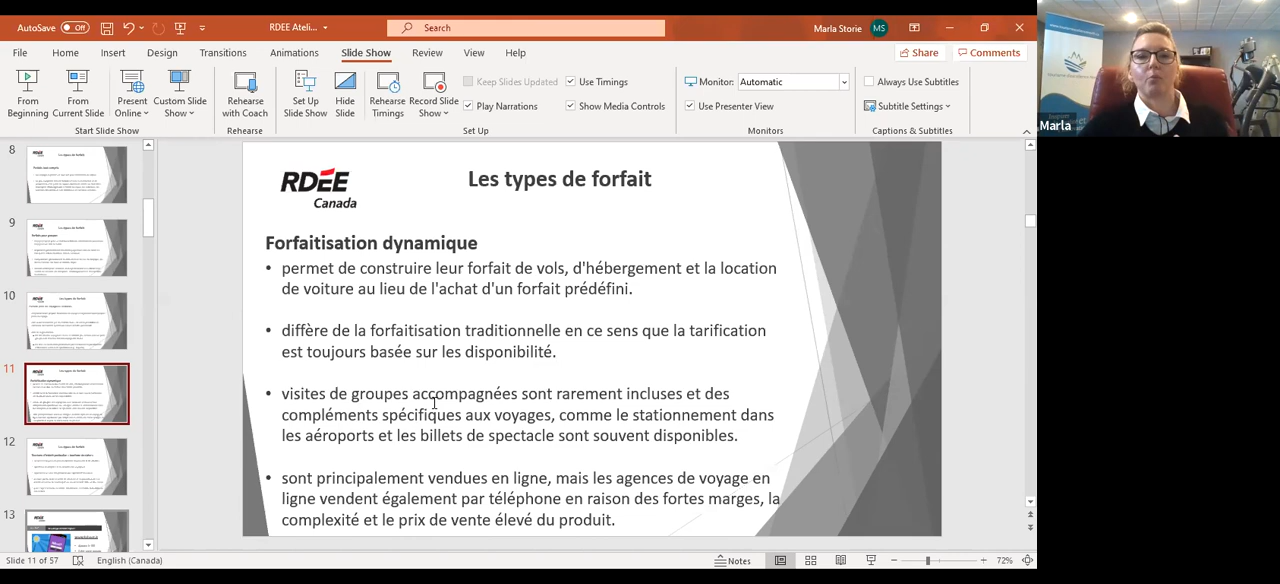 AutoSave Off
RDEE Ateli...
Search
Marla Storie MS
File Home Insert Design Transitions Animations Slide Show Review View Help
Share Comments
From Beginning
From Current Slide
Present Online
Custom Slide Show
Rehearse with Coach
Set Up Slide Show
Hide Slide
Rehearse Timings
Record Slide Show
Keep Slides Updated
Play Narrations
Use Timings
Show Media Controls
Monitor: Automatic
Use Presenter View
Always Use Subtitles
Subtitle Settings
Start Slide Show Rehearse Set Up Monitors Captions & Subtitles
Marla
8
9
10
11
12
13
RDÉE
Canada
Les types de forfait
Forfaitisation dynamique
• permet de construire leur forfait de vols, d'hébergement et la location
de voiture au lieu de l'achat d'un forfait prédéfini.
• diffère de la forfaitisation traditionnelle en ce sens que la tarification
est toujours basée sur les disponibilité.
• visites de groupes accompagnées sont rarement incluses et des
compléments spécifiques aux voyages, comme le stationnement dans
les aéroports et les billets de spectacle sont souvent disponibles.
• sont principalement vendues en ligne, mais les agences de voyage en
ligne vendent également par téléphone en raison des fortes marges, la
complexité et le prix de vente élevé du produit.
Slide 11 of 57 English (Canada) Notes 72%